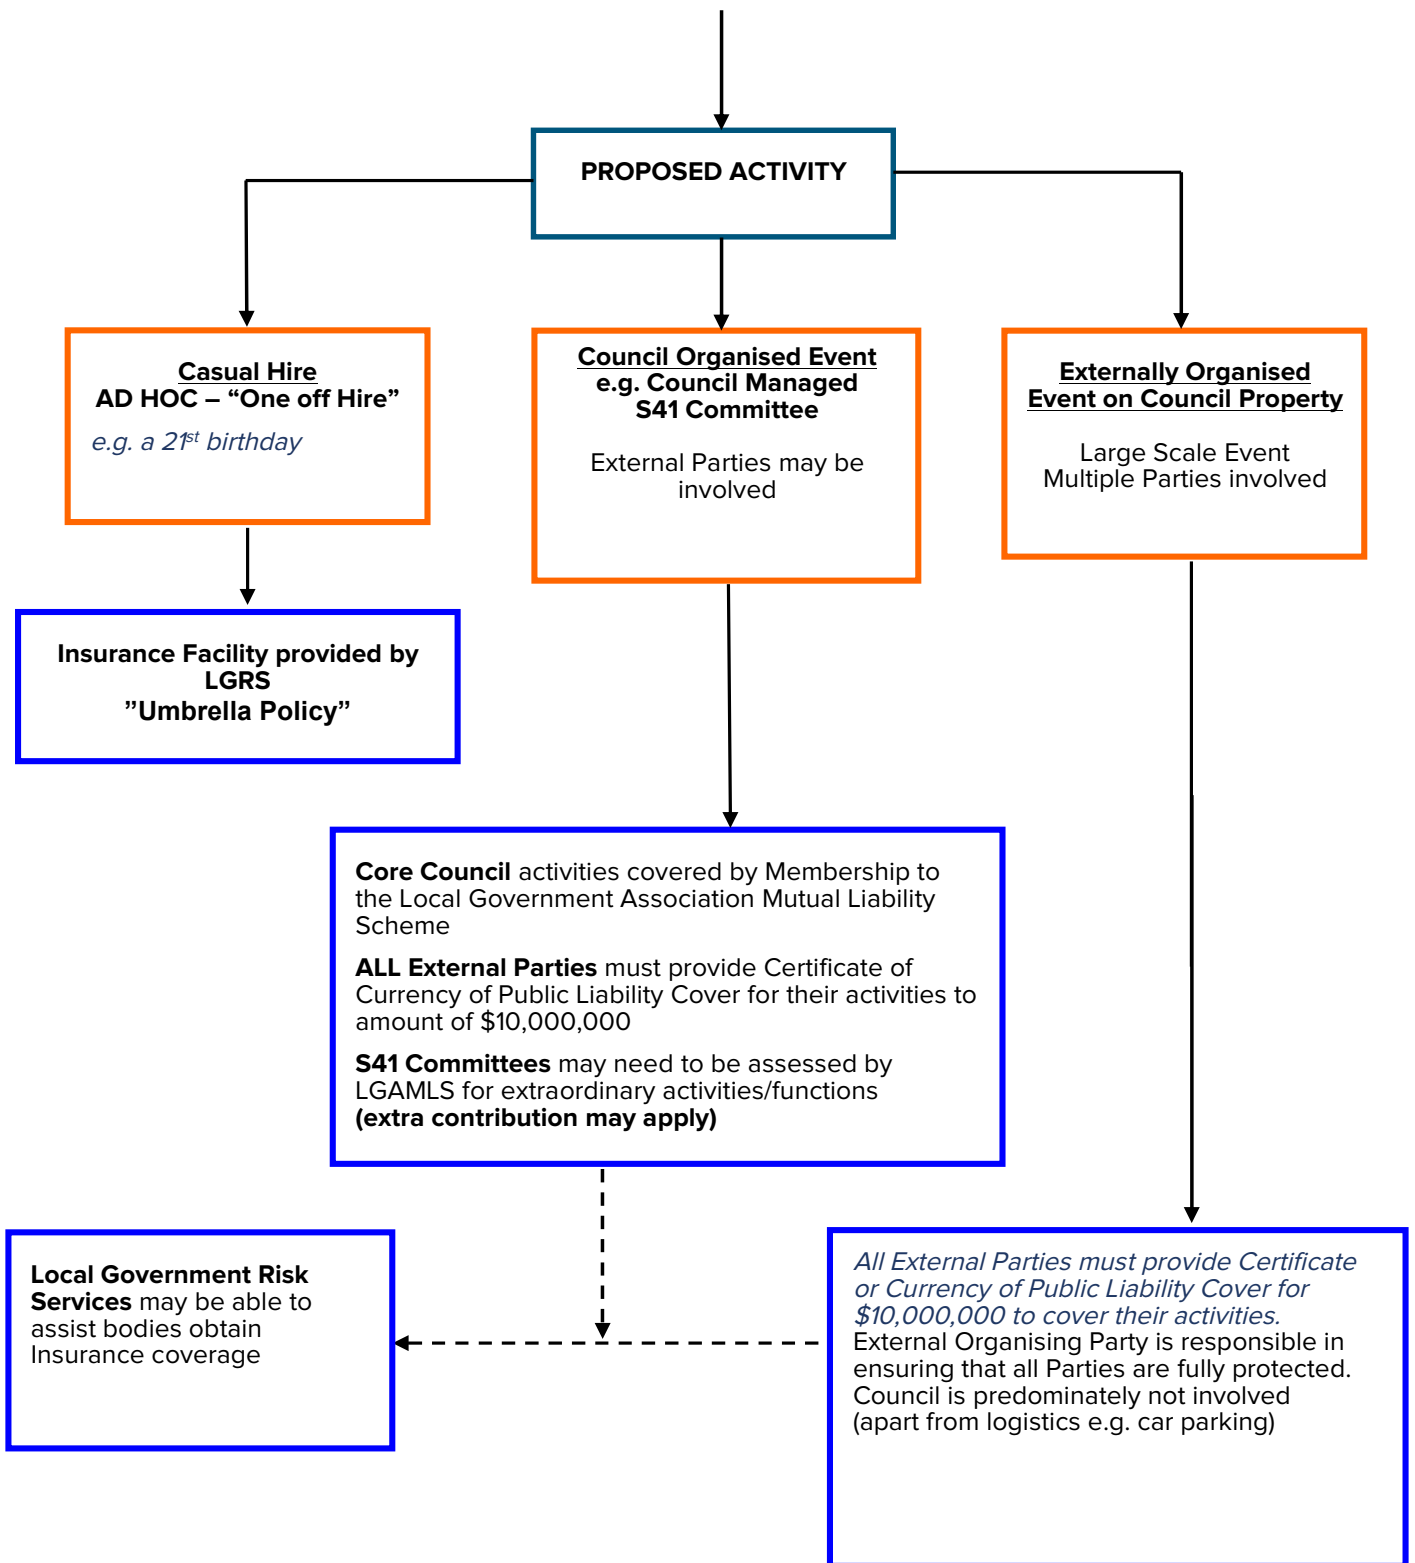 PROPOSED ACTIVITY
Casual Hire
AD HOC – “One off Hire”
e.g. a 21st birthday
Council Organised Event
e.g. Council Managed
S41 Committee
External Parties may be
involved
Externally Organised
Event on Council Property
Large Scale Event
Multiple Parties involved
Insurance Facility provided by
LGRS
”Umbrella Policy”
Core Council activities covered by Membership to
the Local Government Association Mutual Liability
Scheme
ALL External Parties must provide Certificate of
Currency of Public Liability Cover for their activities to
amount of $10,000,000
S41 Committees may need to be assessed by
LGAMLS for extraordinary activities/functions
(extra contribution may apply)
Local Government Risk
Services may be able to
assist bodies obtain
Insurance coverage
All External Parties must provide Certificate
or Currency of Public Liability Cover for
$10,000,000 to cover their activities.
External Organising Party is responsible in
ensuring that all Parties are fully protected.
Council is predominately not involved
(apart from logistics e.g. car parking)